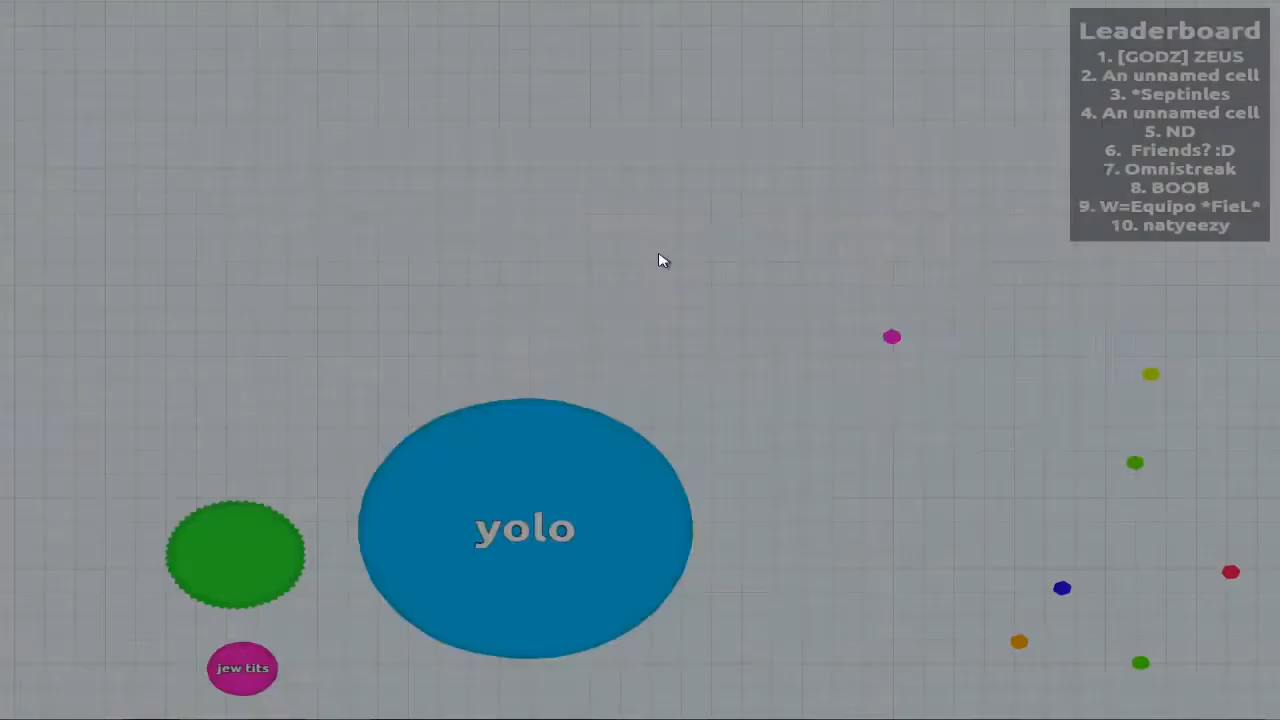 Leaderboard
1. [GODZ] ZEUS
2. An unnamed cell
3. *Septinles
4. An unnamed cell
5. ND
6. Friends? :D
7. Omnistreak
8. BOOB
9. W=Equipo *FieL*
10. natyeezy
yolo
jew tits